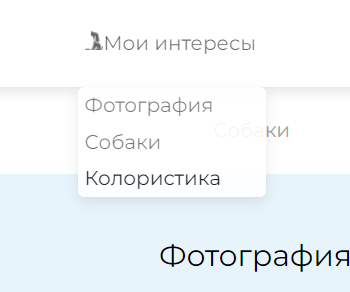 Мои интересы
Фотография
Собаки
Собаки
Колористика
Фотография